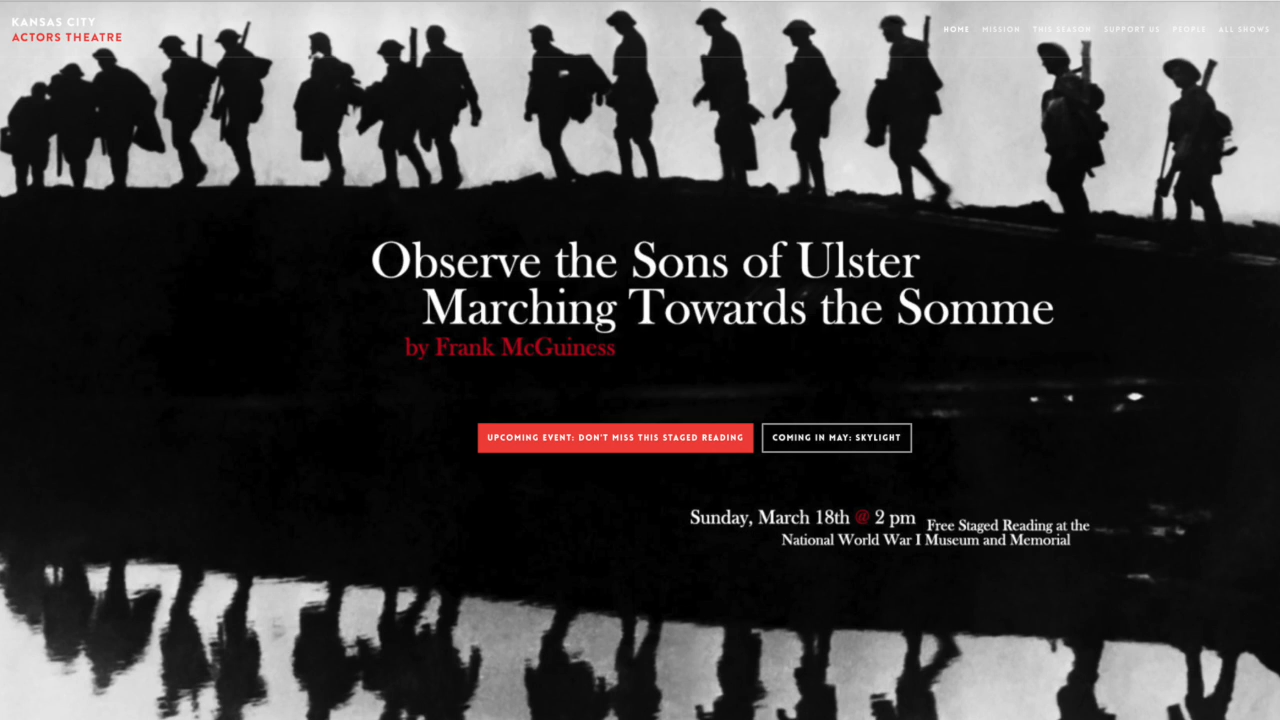 KANSAS CITY
ACTORS THEATRE
HOME MISSION THIS SEASON SUPPORT US PEOPLE ALL SHOWS
Observe the Sons of Ulster
Marching Towards the Somme
by Frank McGuiness
UPCOMING EVENT: DON'T MISS THIS STAGED READING
COMING IN MAY: SKYLIGHT
Sunday, March 18th @ 2 pm
Free Staged Reading at the
National World War I Museum and Memorial